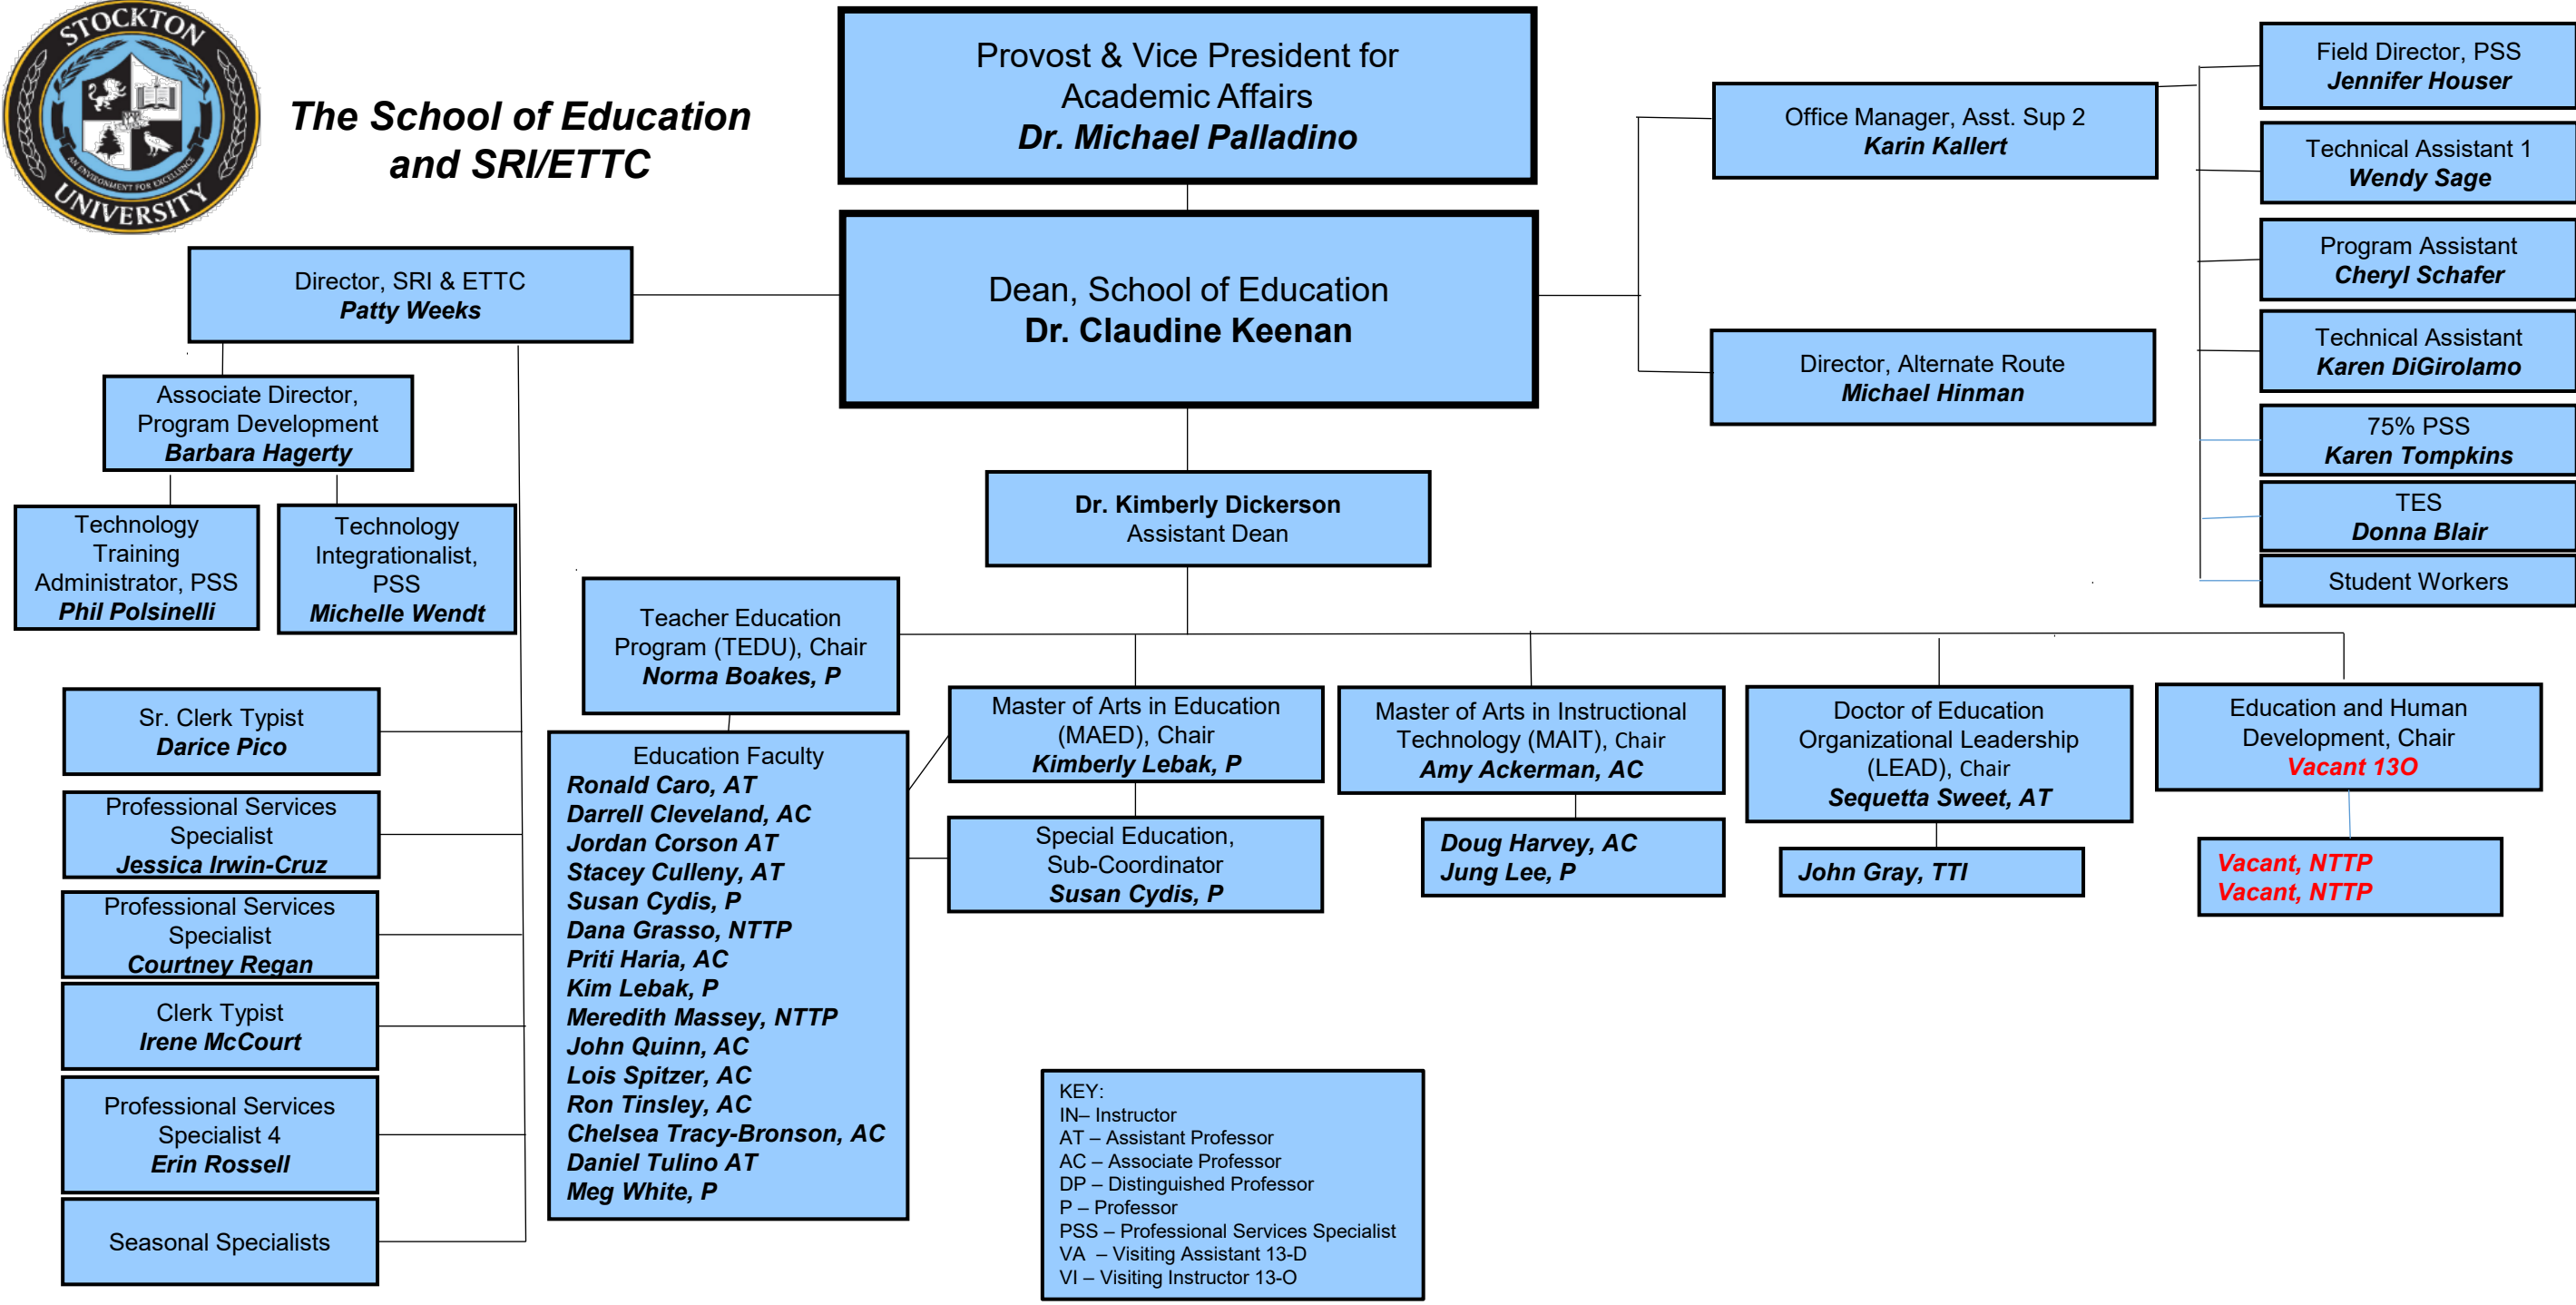 STOCKTON
AN ENVIRONMENT FOR EXCELLENCE
UNIVERSITY
The School of Education
and SRI/ETTC
Provost & Vice President for
Academic Affairs
Dr. Michael Palladino
Dean, School of Education
Dr. Claudine Keenan
Office Manager, Asst. Sup 2
Karin Kallert
Director, Alternate Route
Michael Hinman
Field Director, PSS
Jennifer Houser
Technical Assistant 1
Wendy Sage
Program Assistant
Cheryl Schafer
Technical Assistant
Karen DiGirolamo
75% PSS
Karen Tompkins
TES
Donna Blair
Student Workers
Director, SRI & ETTC
Patty Weeks
Associate Director,
Program Development
Barbara Hagerty
Technology
Training
Administrator, PSS
Phil Polsinelli
Technology
Integrationalist,
PSS
Michelle Wendt
Sr. Clerk Typist
Darice Pico
Professional Services
Specialist
Jessica Irwin-Cruz
Professional Services
Specialist
Courtney Regan
Clerk Typist
Irene McCourt
Professional Services
Specialist 4
Erin Rossell
Seasonal Specialists
Dr. Kimberly Dickerson
Assistant Dean
Teacher Education
Program (TEDU), Chair
Norma Boakes, P
Education Faculty
Ronald Caro, AT
Darrell Cleveland, AC
Jordan Corson AT
Stacey Culleny, AT
Susan Cydis, P
Dana Grasso, NTTP
Priti Haria, AC
Kim Lebak, P
Meredith Massey, NTTP
John Quinn, AC
Lois Spitzer, AC
Ron Tinsley, AC
Chelsea Tracy-Bronson, AC
Daniel Tulino AT
Meg White, P
Master of Arts in Education
(MAED), Chair
Kimberly Lebak, P
Special Education,
Sub-Coordinator
Susan Cydis, P
Master of Arts in Instructional
Technology (MAIT), Chair
Amy Ackerman, AC
Doug Harvey, AC
Jung Lee, P
Doctor of Education
Organizational Leadership
(LEAD), Chair
Sequetta Sweet, AT
John Gray, TTI
Education and Human
Development, Chair
Vacant 13O
Vacant, NTTP
Vacant, NTTP
KEY:
IN– Instructor
AT – Assistant Professor
AC – Associate Professor
DP – Distinguished Professor
P – Professor
PSS – Professional Services Specialist
VA – Visiting Assistant 13-D
VI – Visiting Instructor 13-O